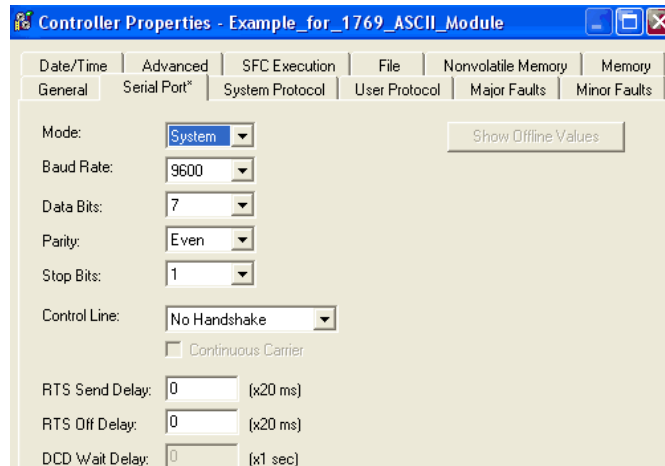 Controller Properties - Example_for_1769_ASCII_Module
Date/Time Advanced SFC Execution File Nonvolatile Memory Memory
General Serial Port* System Protocol User Protocol Major Faults Minor Faults
Mode: System Show Offline Values
Baud Rate: 9600
Data Bits: 7
Parity: Even
Stop Bits: 1
Control Line: No Handshake
Continuous Carrier
RTS Send Delay: 0 (x20 ms)
RTS Off Delay: 0 (x20 ms)
DCD Wait Delay: 0 (x1 sec)